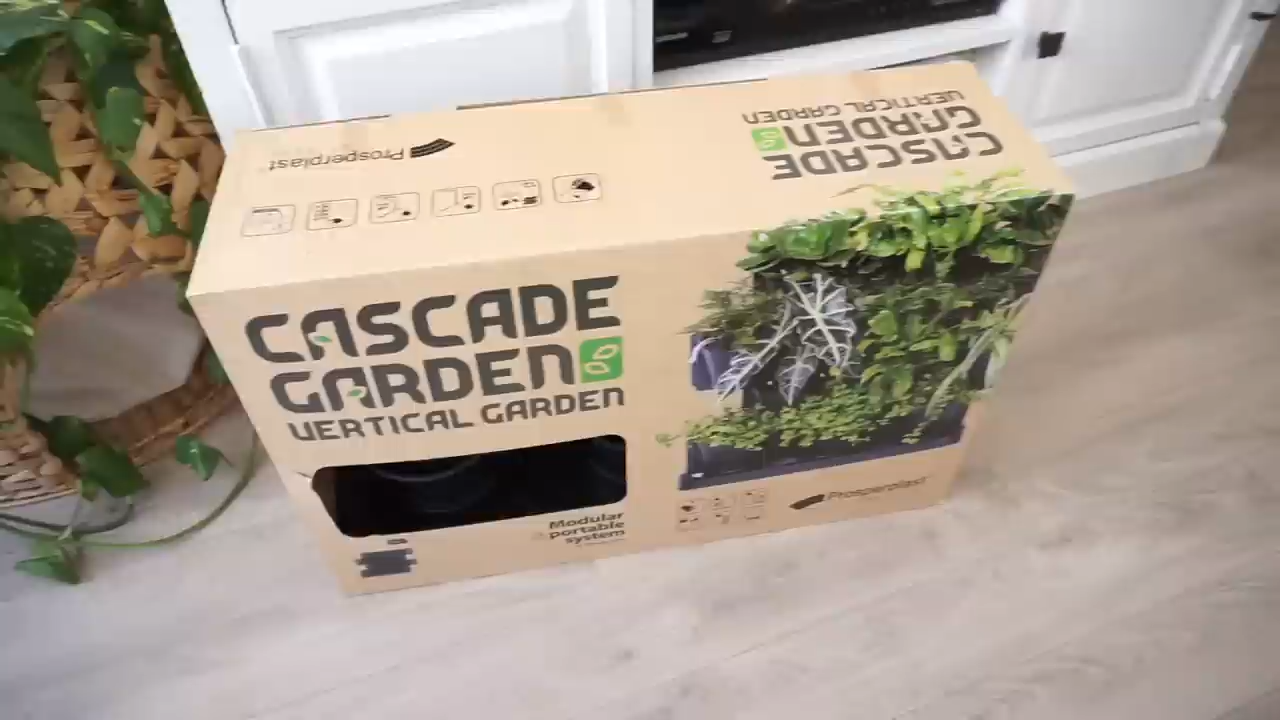 Prosperplast
CASCADE
GARDEN
VERTICAL GARDEN
CASCADE
GARDEN
VERTICAL GARDEN
Modular
portable
system
Prosperplast